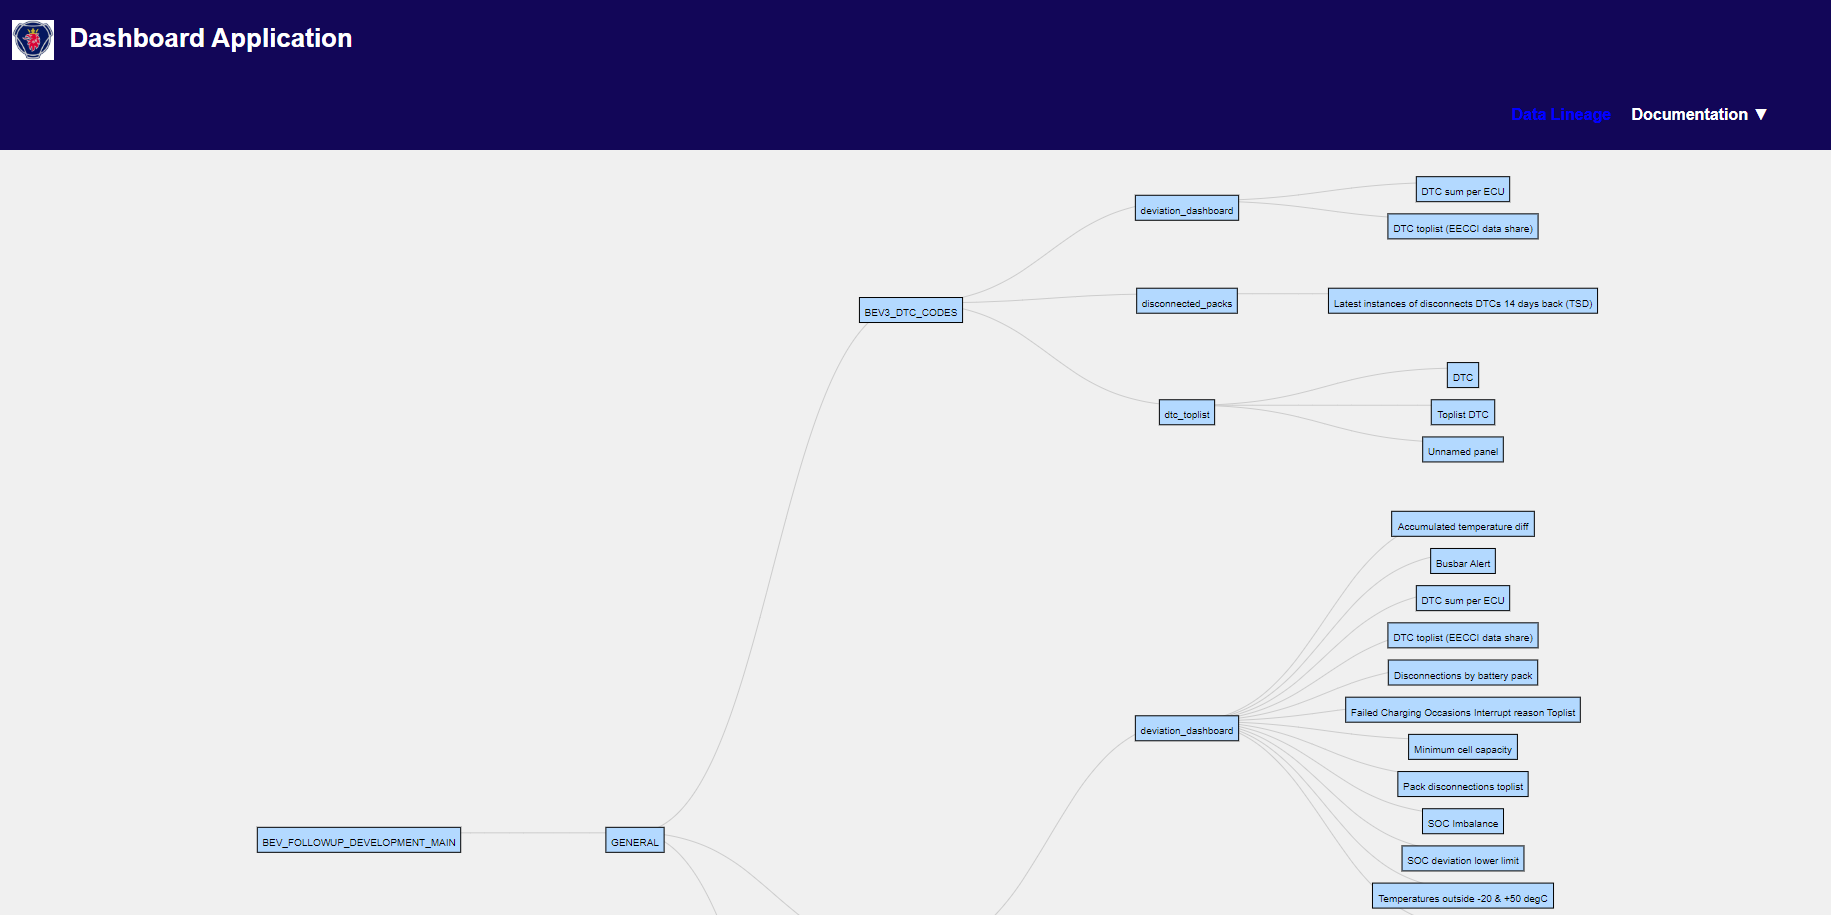 Dashboard Application
Data Lineage
Documentation ▼
DTC sum per ECU
deviation_dashboard
DTC toplist (EECCI data share)
disconnected_packs
Latest instances of disconnects DTCs 14 days back (TSD)
BEV3_DTC_CODES
DTC
dtc_toplist
Toplist DTC
Unnamed panel
Accumulated temperature diff
Busbar Alert
DTC sum per ECU
DTC toplist (EECCI data share)
Disconnections by battery pack
Failed Charging Occasions Interrupt reason Toplist
deviation_dashboard
Minimum cell capacity
Pack disconnections toplist
SOC Imbalance
BEV_FOLLOWUP_DEVELOPMENT_MAIN
GENERAL
SOC deviation lower limit
Temperatures outside -20 & +50 degC